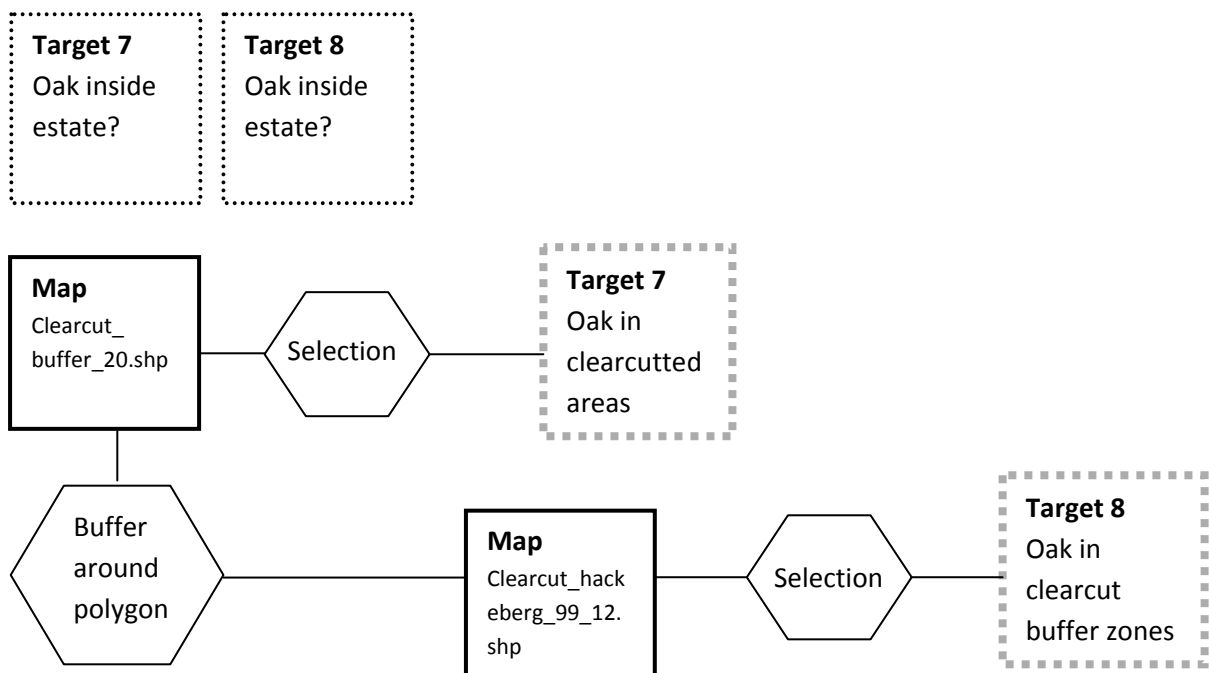 Target 7
Oak inside
estate?
Target 8
Oak inside
estate?
Map
Clearcut_
buffer_20.shp
Selection
Target 7
Oak in
clearcutted
areas
Buffer
around
polygon
Map
Clearcut_hack
eberg_99_12.
shp
Selection
Target 8
Oak in
clearcut
buffer zones